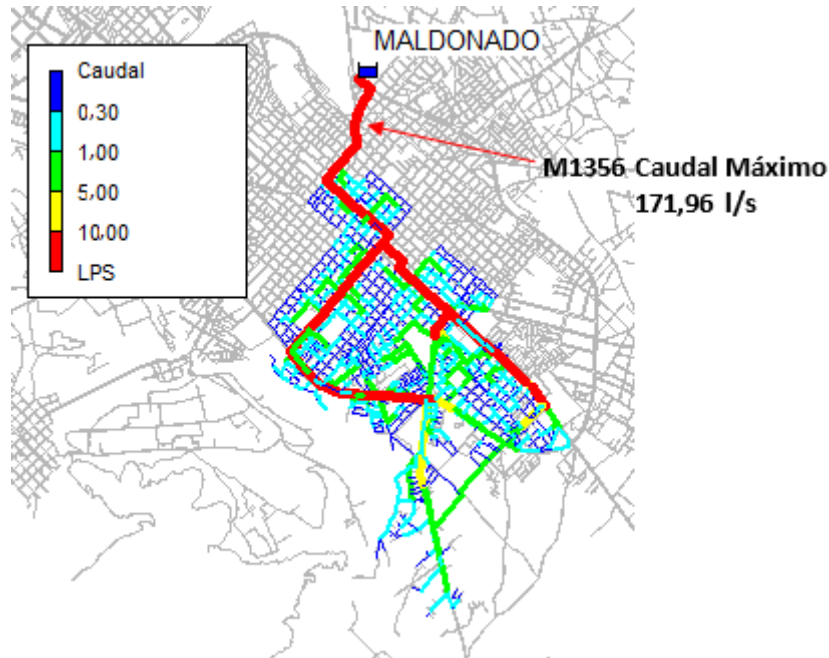 MALDONADO
Caudal
0,30
1,00
5,00
10,00
LPS
M1356 Caudal Máximo
171,96 l/s